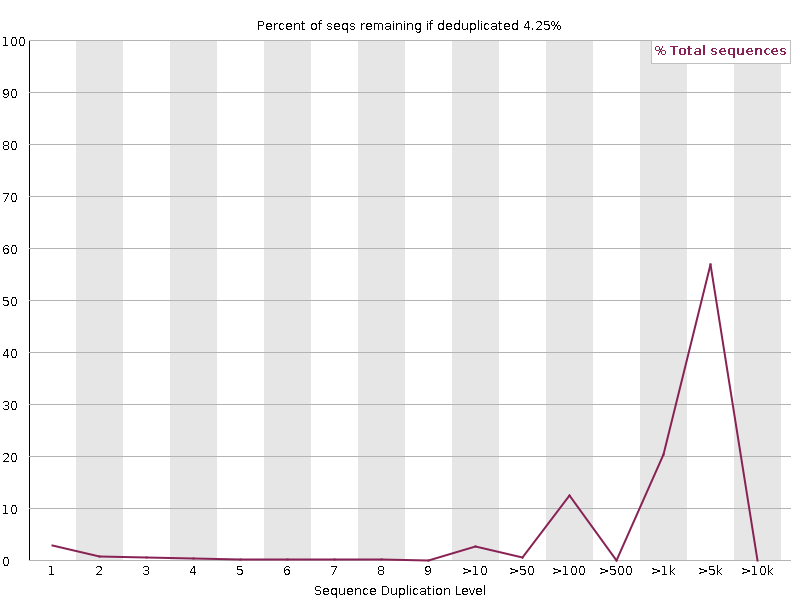 Percent of seqs remaining if deduplicated 4.25%
% Total sequences
100
90
80
70
60
50
40
30
20
10
0
1 2 3 4 5 6 7 8 9 >10 >50 >100 >500 >1k >5k >10k
Sequence Duplication Level